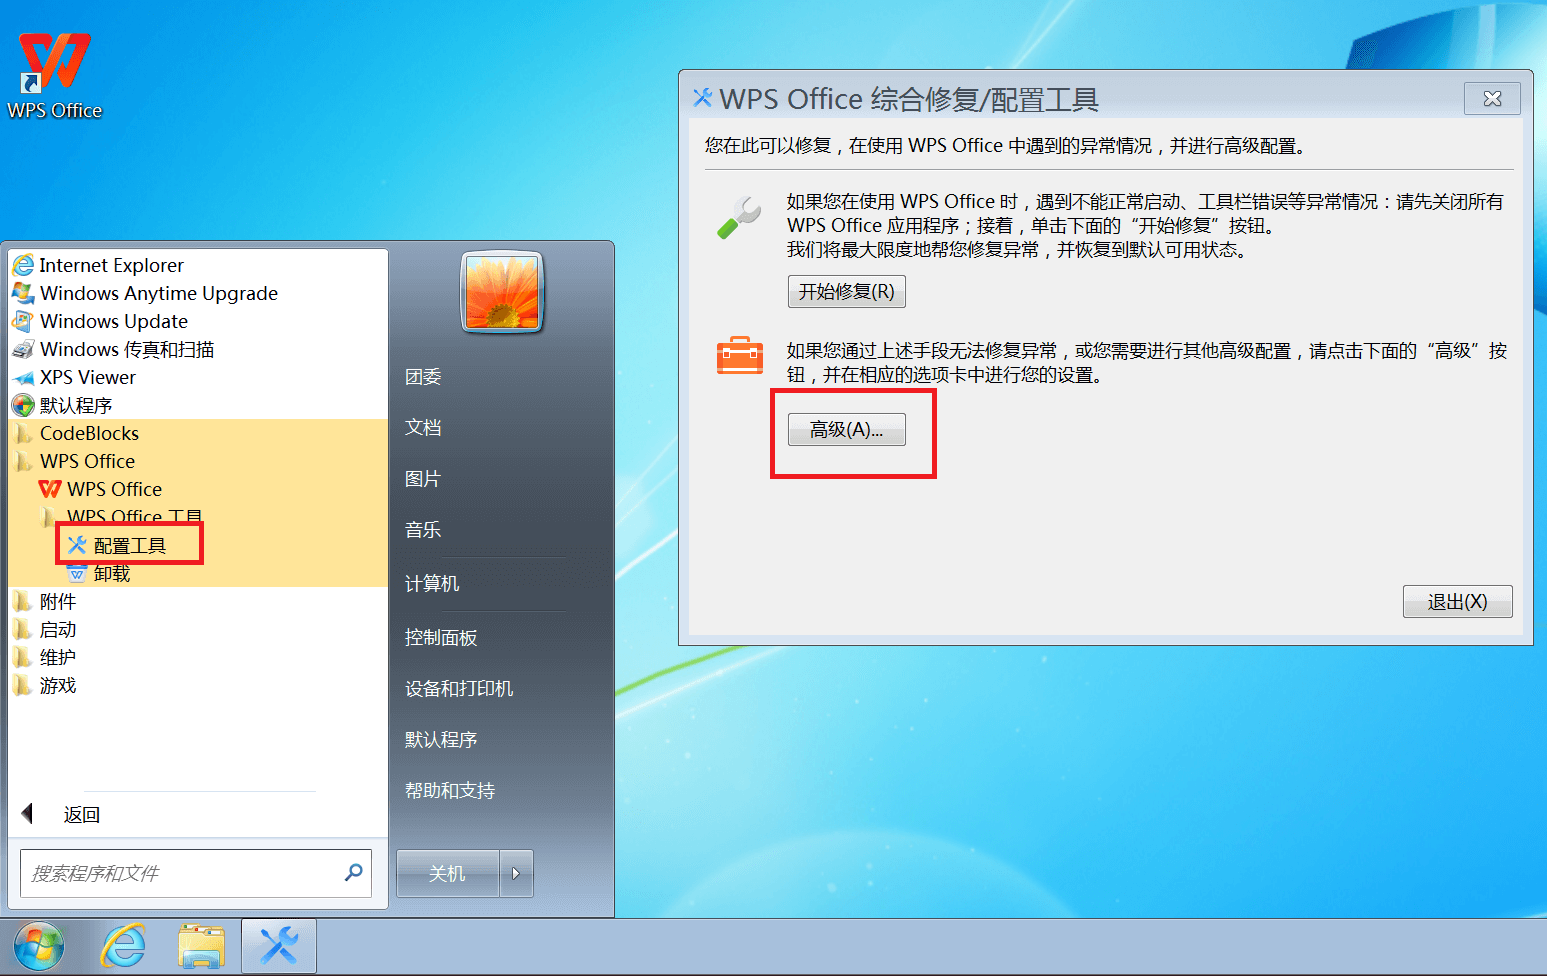 WPS Office
WPS Office 综合修复/配置工具
您在此可以修复，在使用 WPS Office 中遇到的异常情况，并进行高级配置。
如果您在使用 WPS Office 时，遇到不能正常启动、工具栏错误等异常情况：请先关闭所有
WPS Office 应用程序；接着，单击下面的“开始修复”按钮。
我们将最大限度地帮您修复异常，并恢复到默认可用状态。
开始修复(R)
如果您通过上述手段无法修复异常，或您需要进行其他高级配置，请点击下面的“高级”按
钮，并在相应的选项卡中进行您的设置。
高级(A)...
退出(X)
Internet Explorer
Windows Anytime Upgrade
Windows Update
Windows 传真和扫描
XPS Viewer
默认程序
CodeBlocks
WPS Office
WPS Office
WPS Office 工具
配置工具
卸载
附件
启动
维护
游戏
返回
搜索程序和文件
团委
文档
图片
音乐
计算机
控制面板
设备和打印机
默认程序
帮助和支持
关机